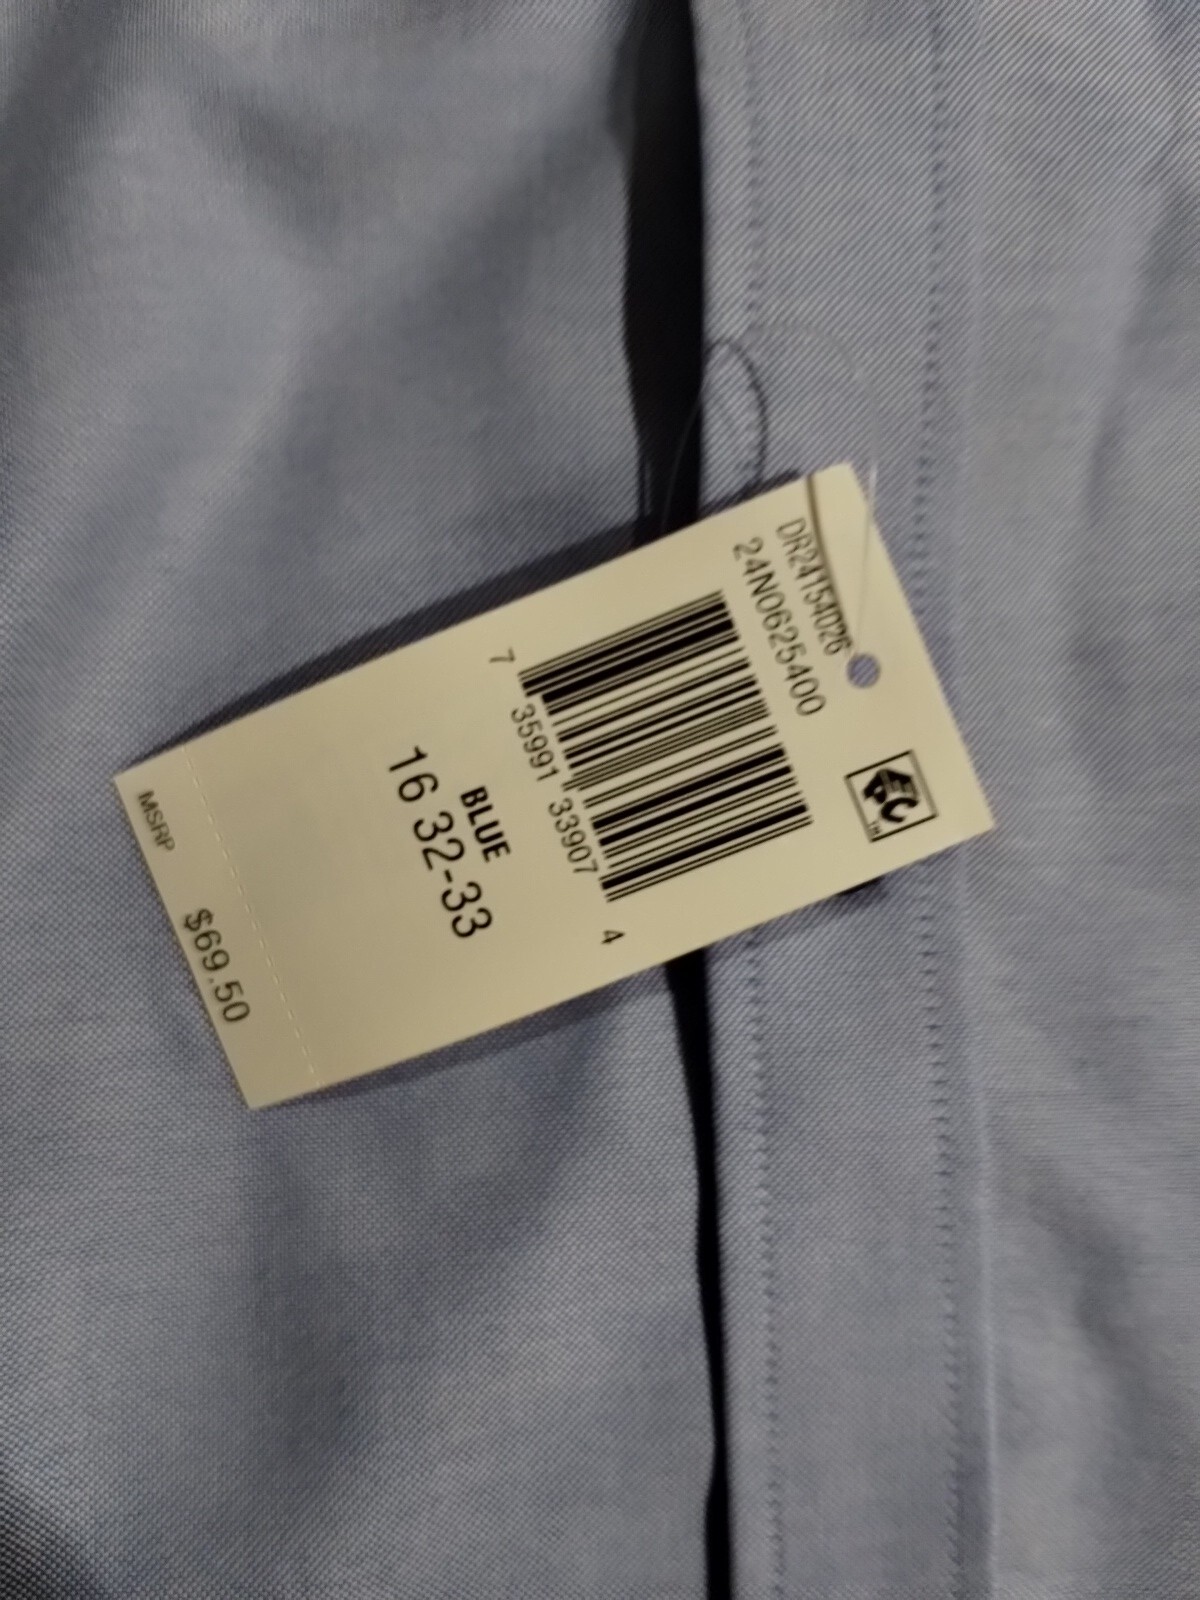 DR24154026
24N0625400
7 35991 33907 4
BLUE
16 32-33
MSRP $69.50